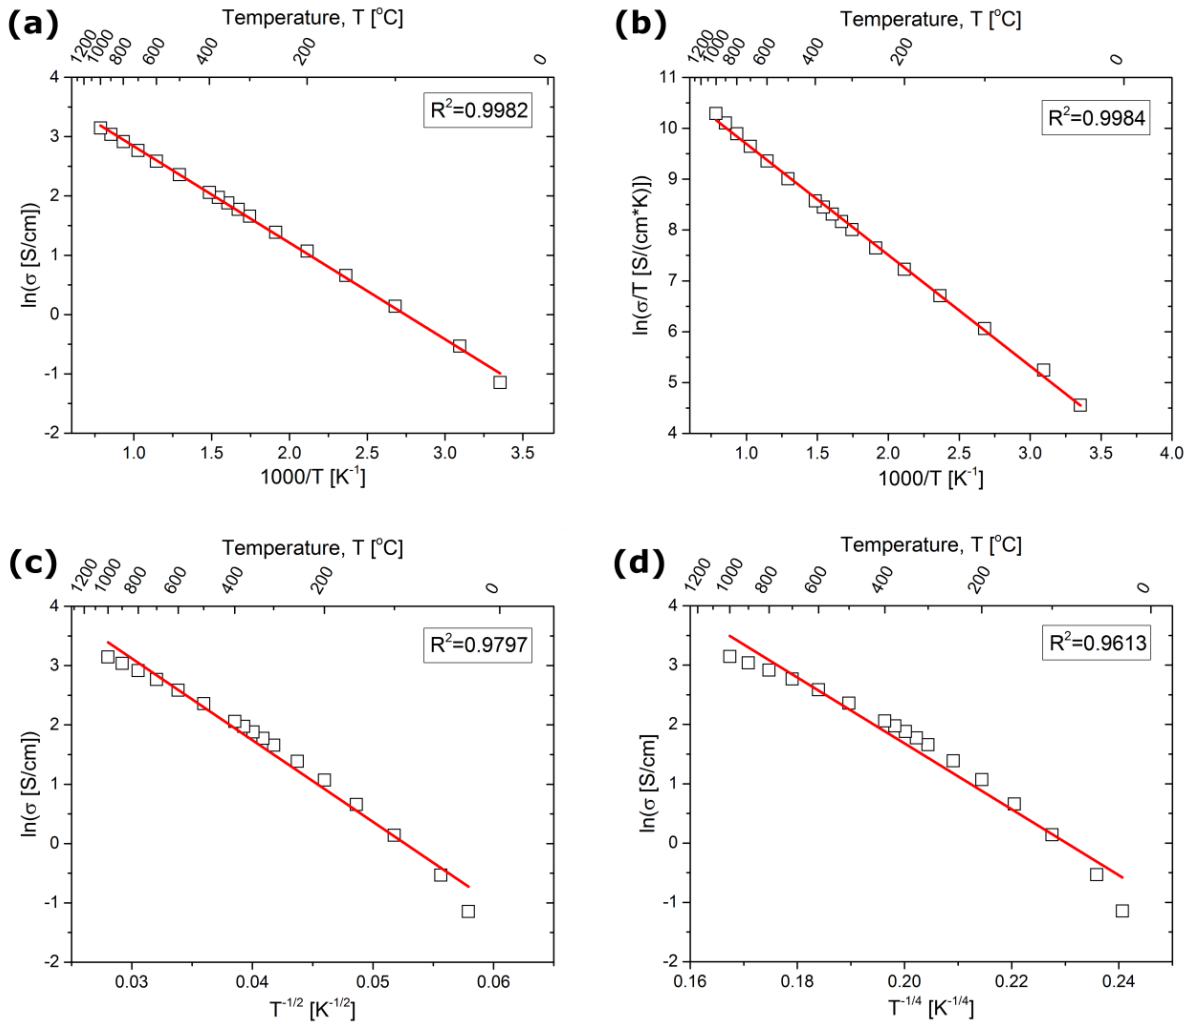 (a)
Temperature, T [°C]
1200 1000 800 600 400 200 0
R²=0.9982
ln(σ [S/cm])
4
3
2
1
0
-1
-2
1.0 1.5 2.0 2.5 3.0 3.5
1000/T [K⁻¹]
(b)
Temperature, T [°C]
1200 1000 800 600 400 200 0
R²=0.9984
ln(σ/T [S/(cm*K)])
11
10
9
8
7
6
5
4
1.0 1.5 2.0 2.5 3.0 3.5 4.0
1000/T [K⁻¹]
(c)
Temperature, T [°C]
1200 1000 800 600 400 200 0
R²=0.9797
ln(σ [S/cm])
4
3
2
1
0
-1
-2
0.03 0.04 0.05 0.06
T⁻¹/² [K⁻¹/²]
(d)
Temperature, T [°C]
1200 1000 800 600 400 200 0
R²=0.9613
ln(σ [S/cm]
4
3
2
1
0
-1
-2
0.16 0.18 0.20 0.22 0.24
T⁻¹/⁴ [K⁻¹/⁴]